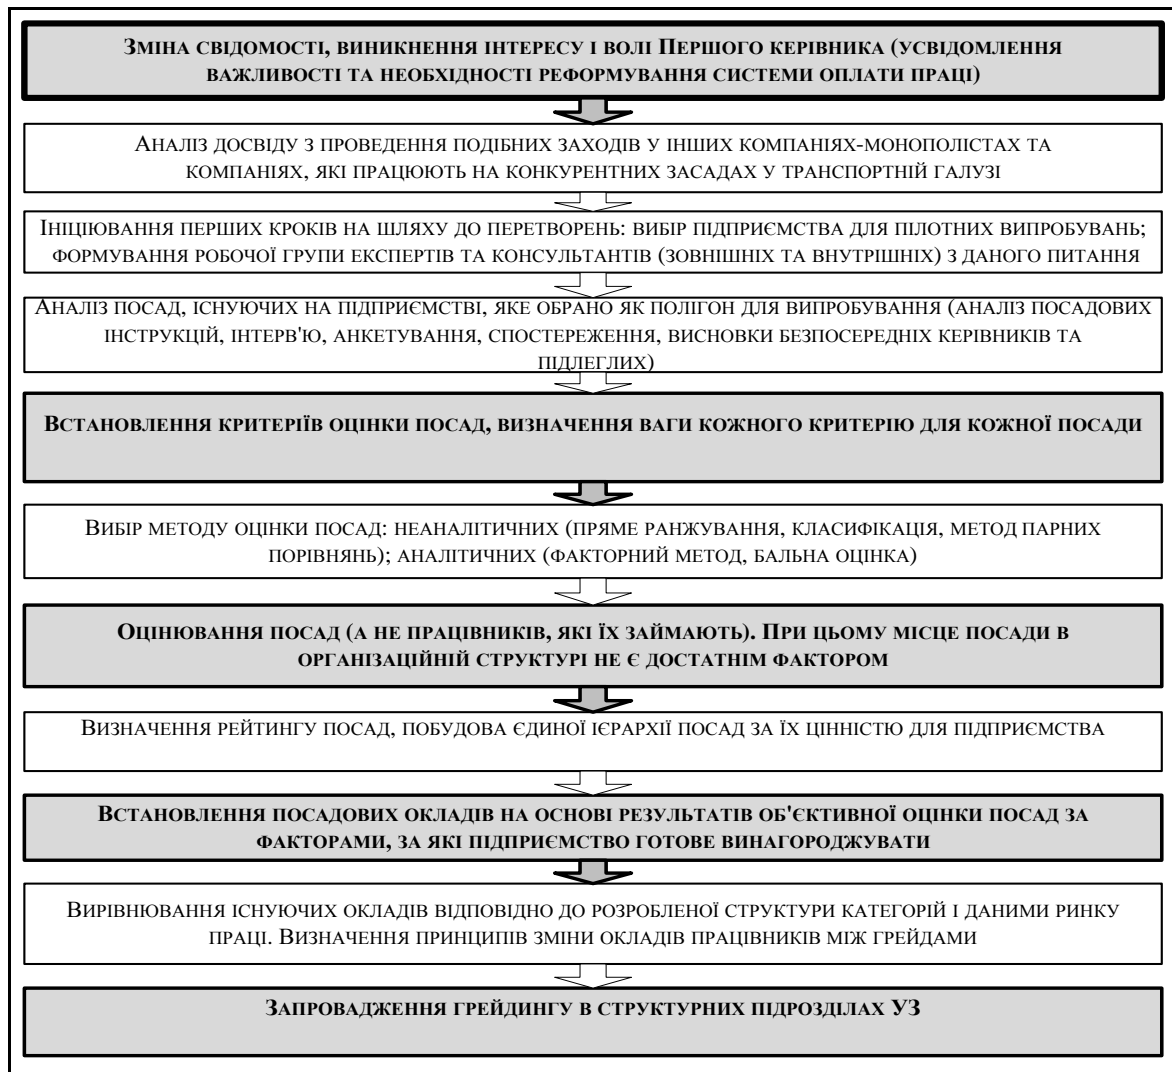 Зміна свідомості, виникнення інтересу і волі Першого керівника (усвідомлення
важливості та необхідності реформування системи оплати праці)
Аналіз досвіду з проведення подібних заходів у інших компаніях-монополістах та
компаніях, які працюють на конкурентних засадах у транспортній галузі
Ініціювання перших кроків на шляху до перетворень: вибір підприємства для пілотних випробувань;
формування робочої групи експертів та консультантів (зовнішніх та внутрішніх) з даного питання
Аналіз посад, існуючих на підприємстві, яке обрано як полігон для випробування (аналіз посадових
інструкцій, інтерв'ю, анкетування, спостереження, висновки безпосередніх керівників та
підлеглих)
Встановлення критеріїв оцінки посад, визначення ваги кожного критерію для кожної посади
Вибір методу оцінки посад: неаналітичних (пряме ранжування, класифікація, метод парних
порівнянь); аналітичних (факторний метод, бальна оцінка)
Оцінювання посад (а не працівників, які їх займають). При цьому місце посади в
організаційній структурі не є достатнім фактором
Визначення рейтингу посад, побудова єдиної ієрархії посад за їх цінністю для підприємства
Встановлення посадових окладів на основі результатів об'єктивної оцінки посад за
факторами, за які підприємство готове винагороджувати
Вирівнювання існуючих окладів відповідно до розробленої структури категорій і даними ринку
праці. Визначення принципів зміни окладів працівників між грейдами
Запровадження грейдингу в структурних підрозділах УЗ